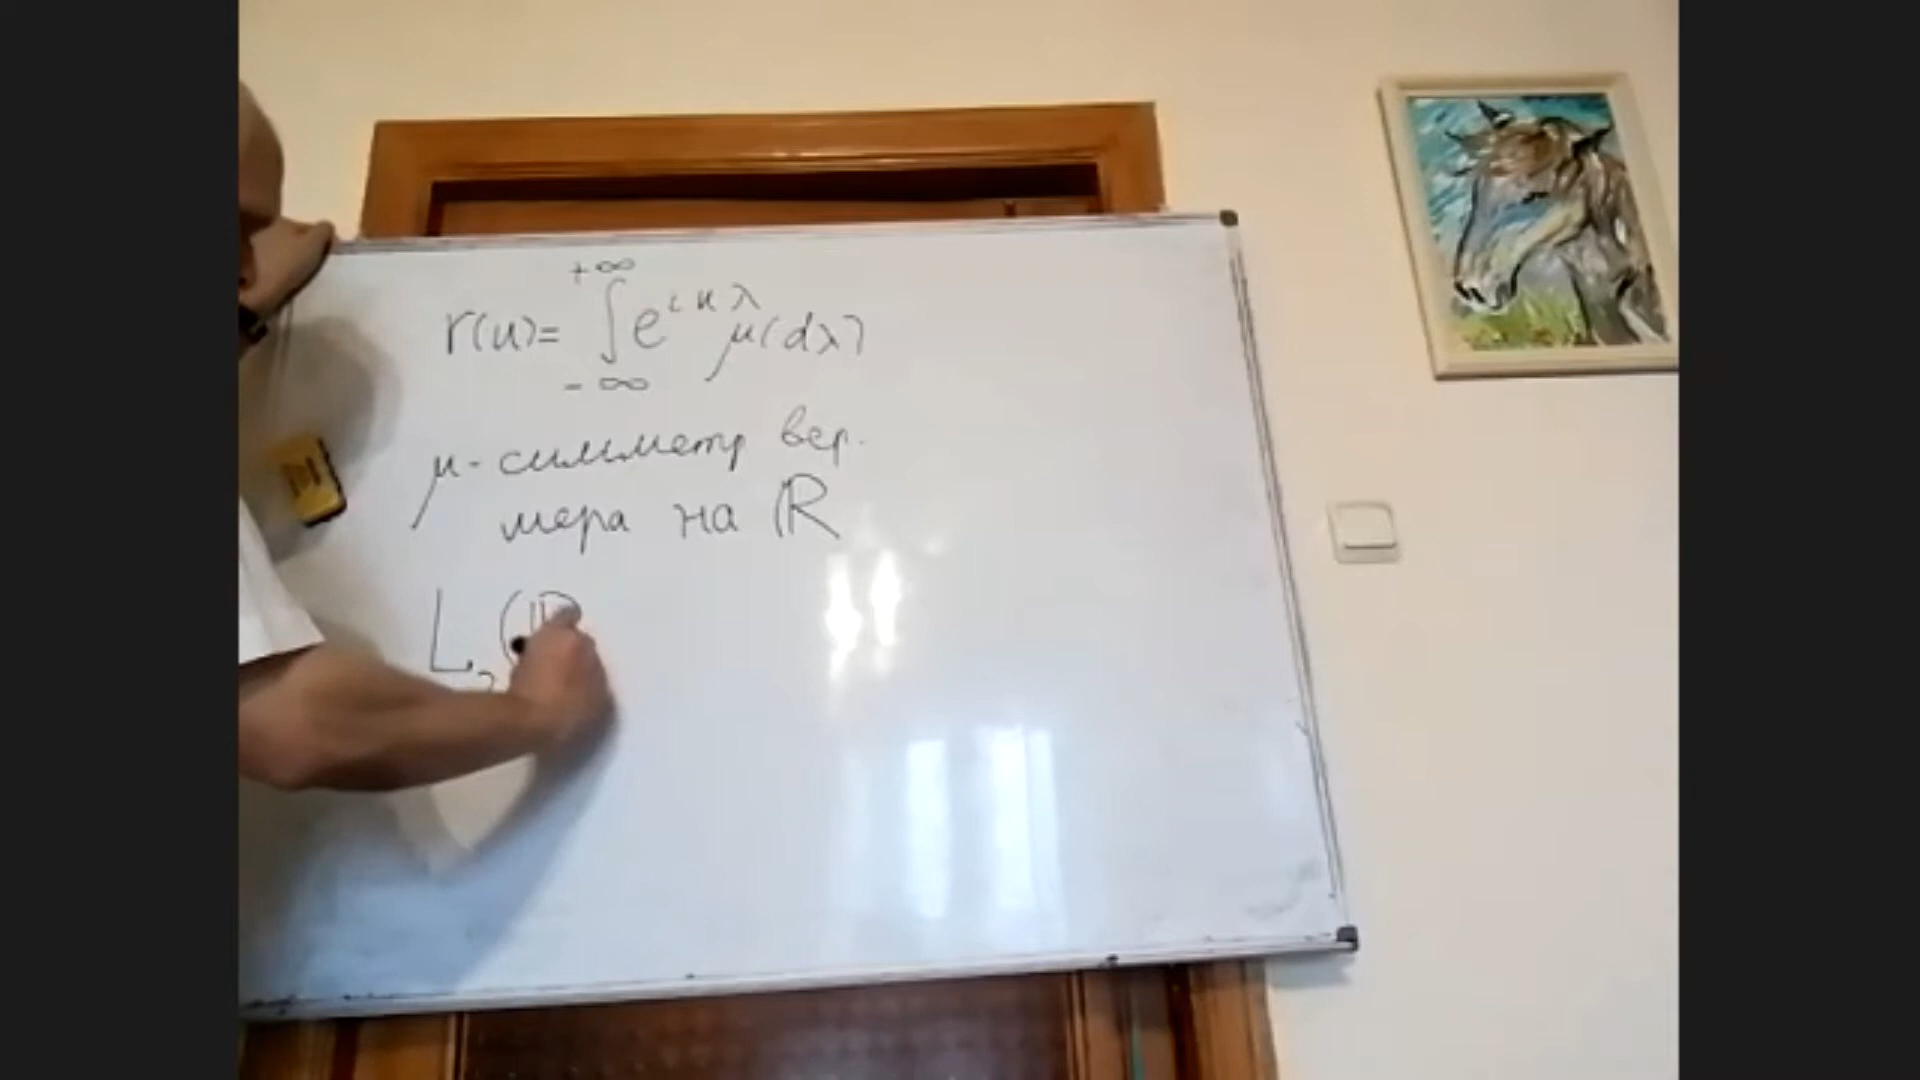 r(u) = ∫_{-∞}^{+∞} e^{iuλ} μ(dλ)
μ - симметр вер.
мера на ℝ
L₂(ℝ